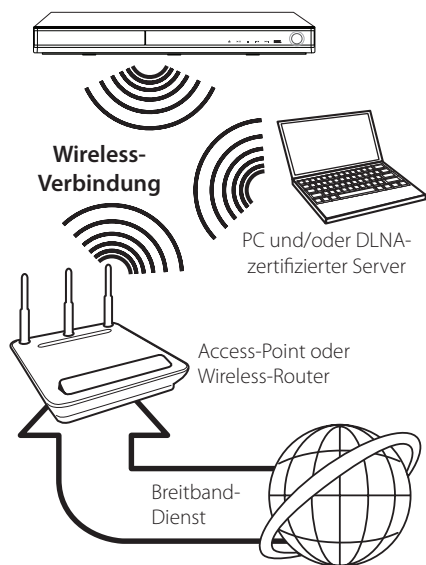 Wireless-
Verbindung
PC und/oder DLNA-
zertifizierter Server
Access-Point oder
Wireless-Router
Breitband-
Dienst